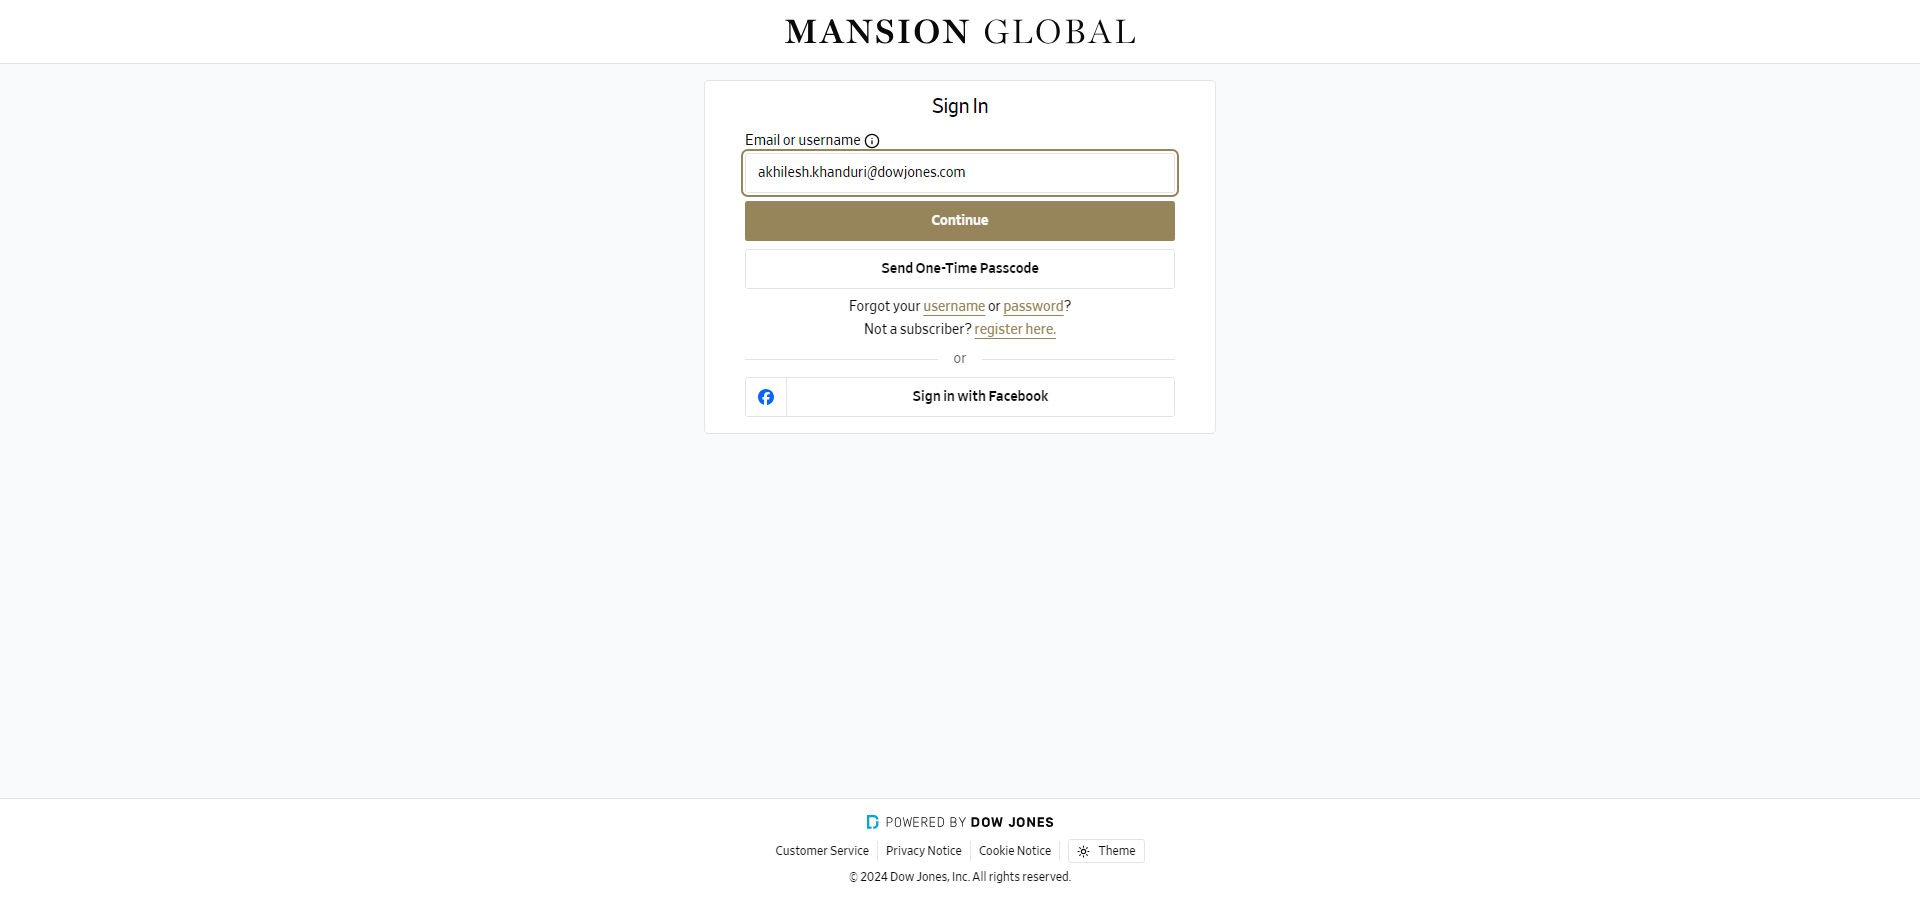 MANSION GLOBAL
Sign In
Email or username
akhilesh.khanduri@dowjones.com
Continue
Send One-Time Passcode
Forgot your username or password?
Not a subscriber? register here.
or
Sign in with Facebook
POWERED BY DOW JONES
Customer Service
Privacy Notice
Cookie Notice
Theme
© 2024 Dow Jones, Inc. All rights reserved.